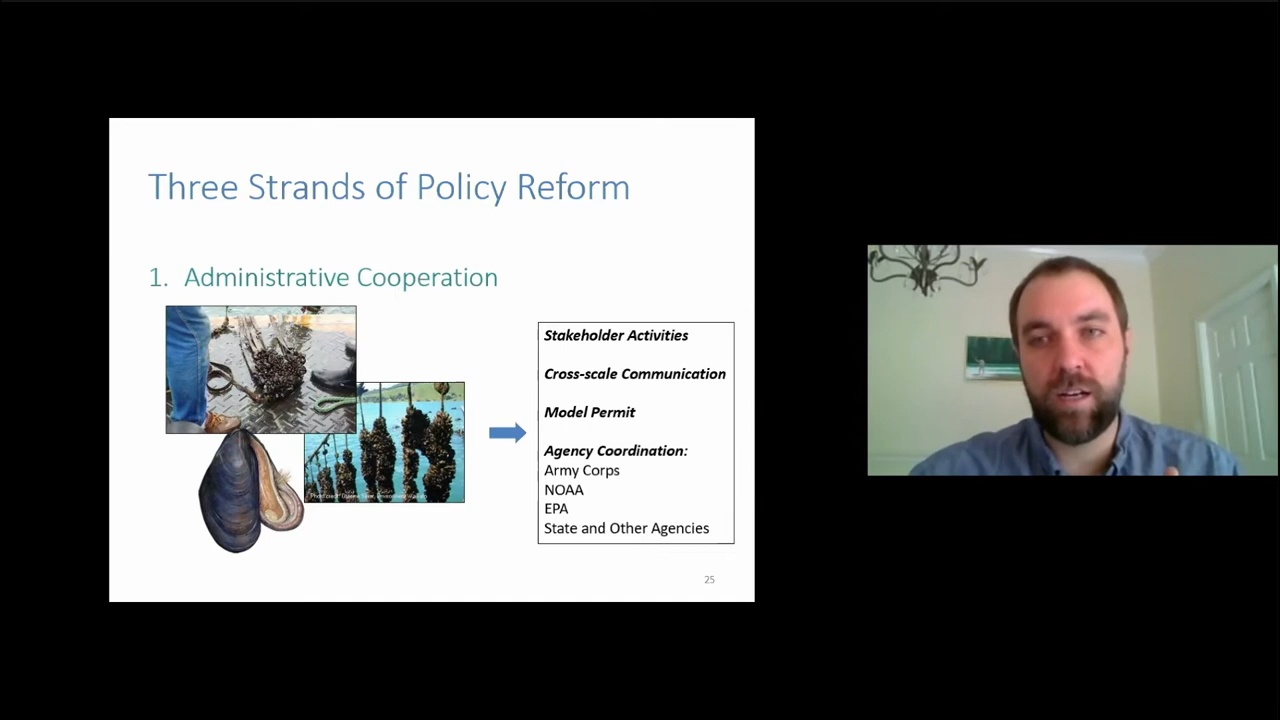 Three Strands of Policy Reform
1. Administrative Cooperation
Stakeholder Activities
Cross-scale Communication
Model Permit
Agency Coordination:
Army Corps
NOAA
EPA
State and Other Agencies
25